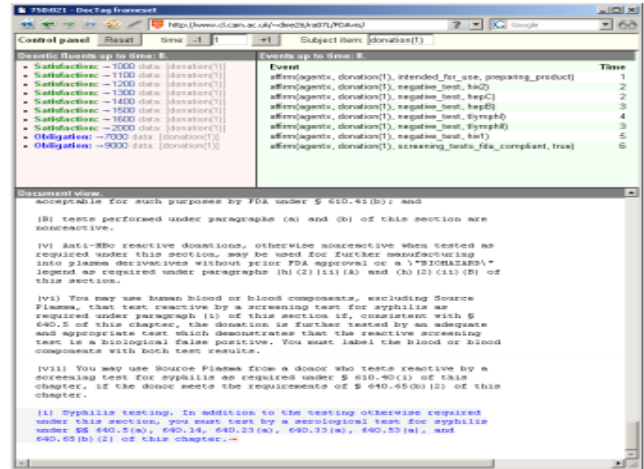 750:821 - DocTag frameset
http://www.cl.cam.ac.uk/~dme26/ra071/FDAvis/ ? Google
Control panel Reset time: -1 1 +1 Subject item: donation(1)
Deontic fluents up to time: 8.
Satisfaction: →1000 data: [donation(1)]
Satisfaction: →1100 data: [donation(1)]
Satisfaction: →1200 data: [donation(1)]
Satisfaction: →1300 data: [donation(1)]
Satisfaction: →1400 data: [donation(1)]
Satisfaction: →1500 data: [donation(1)]
Satisfaction: →1600 data: [donation(1)]
Satisfaction: →2000 data: [donation(1)]
Obligation: →7000 data: [donation(1)]
Obligation: →9000 data: [donation(1)]
Events up to time: 8.
Event Time
affirm(agentx, donation(1), intended_for_use, preparing_product) 1
affirm(agentx, donation(1), negative_test, hiv2) 2
affirm(agentx, donation(1), negative_test, hepC) 2
affirm(agentx, donation(1), negative_test, hepB) 3
affirm(agentx, donation(1), negative_test, tlymphI) 4
affirm(agentx, donation(1), negative_test, tlymphII) 3
affirm(agentx, donation(1), negative_test, hiv1) 5
affirm(agentx, donation(1), screening_tests_fda_compliant, true) 6
Document view.
acceptable for such purposes by FDA under § 610.41(b); and
(B) tests performed under paragraphs (a) and (b) of this section are
nonreactive.
(v) Anti-HBc reactive donations, otherwise nonreactive when tested as
required under this section, may be used for further manufacturing
into plasma derivatives without prior FDA approval or a \"BIOHAZARD\"
legend as required under paragraphs (h)(2)(ii)(A) and (h)(2)(ii)(B) of
this section.
(vi) You may use human blood or blood components, excluding Source
Plasma, that test reactive by a screening test for syphilis as
required under paragraph (i) of this section if, consistent with §
640.5 of this chapter, the donation is further tested by an adequate
and appropriate test which demonstrates that the reactive screening
test is a biological false positive. You must label the blood or blood
components with both test results.
(vii) You may use Source Plasma from a donor who tests reactive by a
screening test for syphilis as required under § 610.40(i) of this
chapter, if the donor meets the requirements of § 640.65(b)(2) of this
chapter.
(i) Syphilis testing. In addition to the testing otherwise required
under this section, you must test by a serological test for syphilis
under §§ 640.5(a), 640.14, 640.23(a), 640.33(a), 640.53(a), and
640.65(b)(2) of this chapter.→